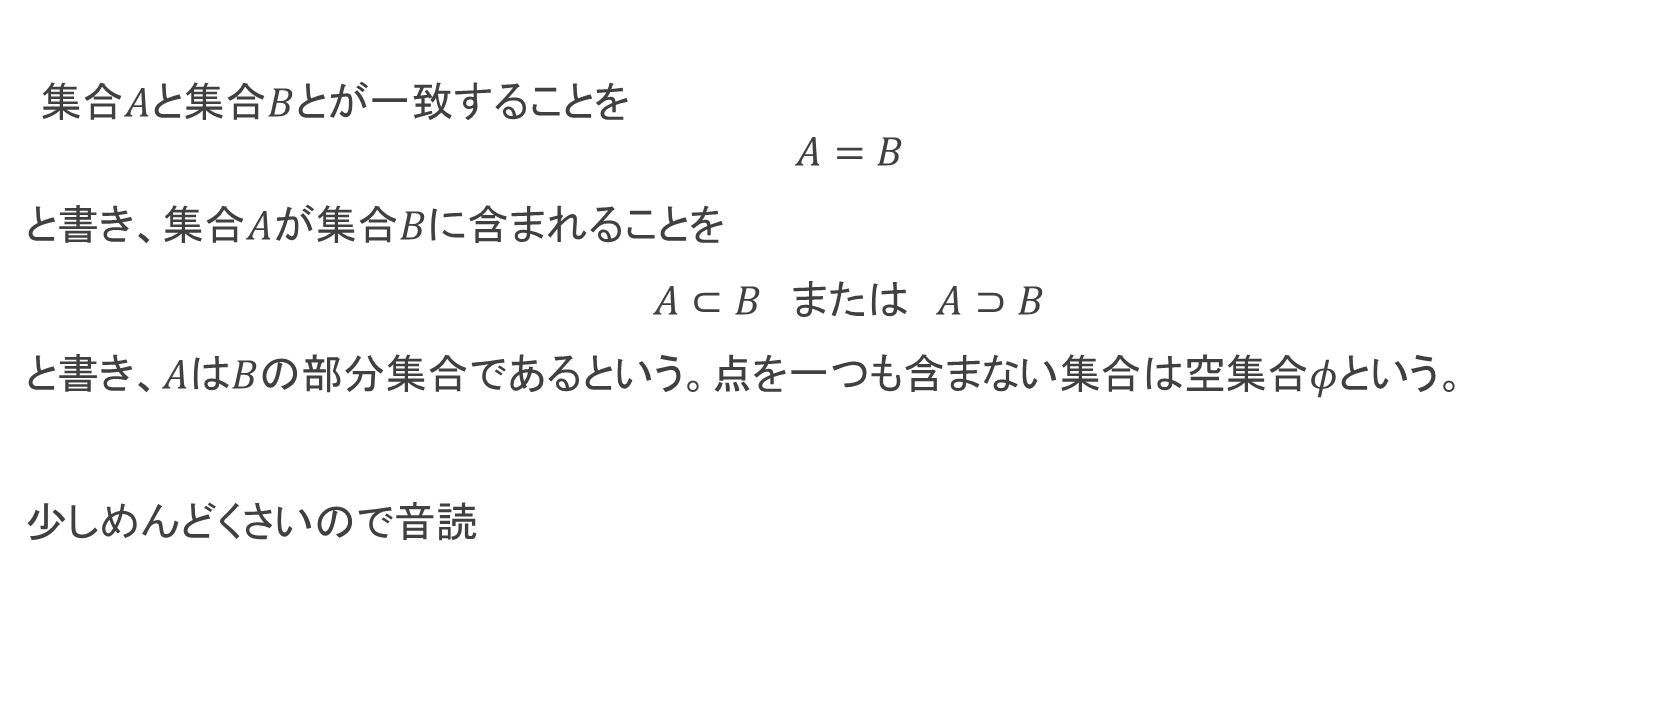 集合Aと集合Bとが一致することを
A = B
と書き、集合Aが集合Bに含まれることを
A ⊂ B または A ⊃ B
と書き、AはBの部分集合であるという。点を一つも含まない集合は空集合ϕという。
少しめんどくさいので音読